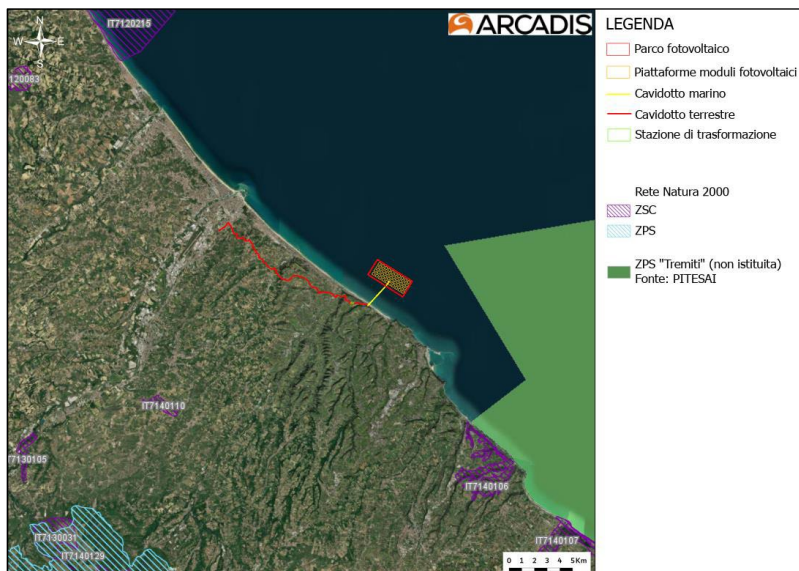 IT7120215
N
W E
S
120083
IT7140110
IT7130105
IT7130031
IT7140129
IT7140106
IT7140107
0 1 2 3 4 5Km
ARCADIS
LEGENDA
Parco fotovoltaico
Piattaforme moduli fotovoltaici
Cavidotto marino
Cavidotto terrestre
Stazione di trasformazione
Rete Natura 2000
ZSC
ZPS
ZPS "Tremiti" (non istituita)
Fonte: PITESAI